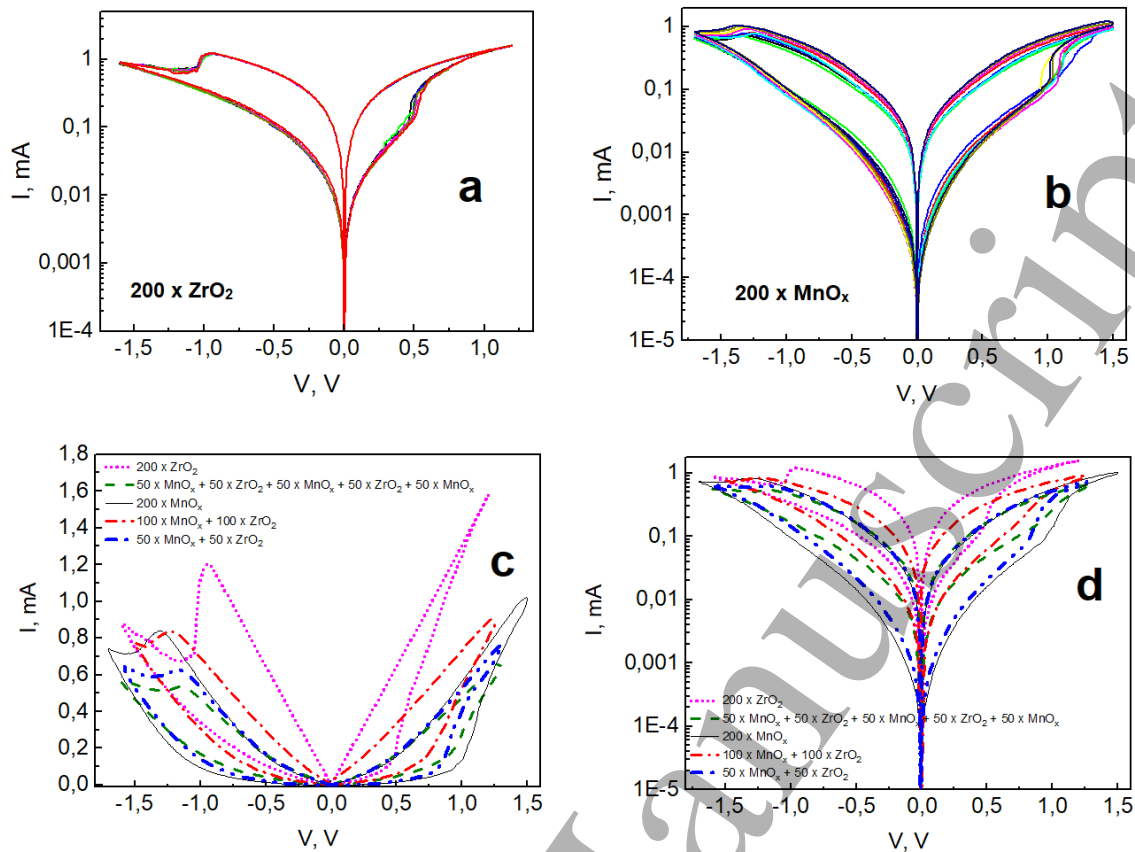 1
0,1
0,01
0,001
1E-4
I, mA
a
200 x ZrO₂
-1,5 -1,0 -0,5 0,0 0,5 1,0
V, V
1
0,1
0,01
0,001
1E-4
1E-5
I, mA
b
200 x MnOₓ
-1,5 -1,0 -0,5 0,0 0,5 1,0 1,5
V, V
1,8
1,6
1,4
1,2
1,0
0,8
0,6
0,4
0,2
0,0
I, mA
200 x ZrO₂
50 x MnOₓ + 50 x ZrO₂ + 50 x MnOₓ + 50 x ZrO₂ + 50 x MnOₓ
200 x MnOₓ
100 x MnOₓ + 100 x ZrO₂
50 x MnOₓ + 50 x ZrO₂
c
-1,5 -1,0 -0,5 0,0 0,5 1,0 1,5
V, V
1
0,1
0,01
0,001
1E-4
1E-5
I, mA
d
200 x ZrO₂
50 x MnOₓ + 50 x ZrO₂ + 50 x MnOₓ + 50 x ZrO₂ + 50 x MnOₓ
200 x MnOₓ
100 x MnOₓ + 100 x ZrO₂
50 x MnOₓ + 50 x ZrO₂
-1,5 -1,0 -0,5 0,0 0,5 1,0 1,5
V, V